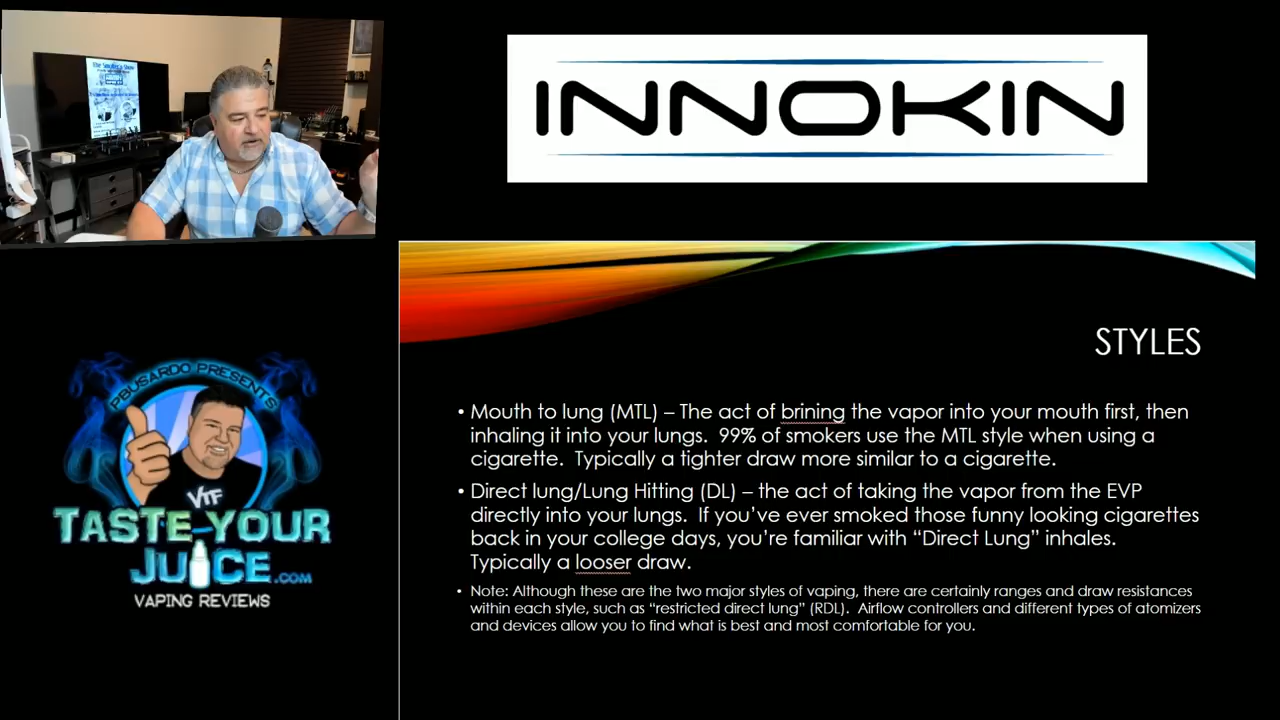 INNOKIN
STYLES
• Mouth to lung (MTL) – The act of brining the vapor into your mouth first, then
inhaling it into your lungs.  99% of smokers use the MTL style when using a
cigarette.  Typically a tighter draw more similar to a cigarette.
• Direct lung/Lung Hitting (DL) – the act of taking the vapor from the EVP
directly into your lungs.  If you’ve ever smoked those funny looking cigarettes
back in your college days, you’re familiar with “Direct Lung” inhales.
Typically a looser draw.
• Note: Although these are the two major styles of vaping, there are certainly ranges and draw resistances
within each style, such as “restricted direct lung” (RDL).  Airflow controllers and different types of atomizers
and devices allow you to find what is best and most comfortable for you.
PBUSARDO PRESENTS
VTF
TASTE YOUR
JUICE.COM
VAPING REVIEWS